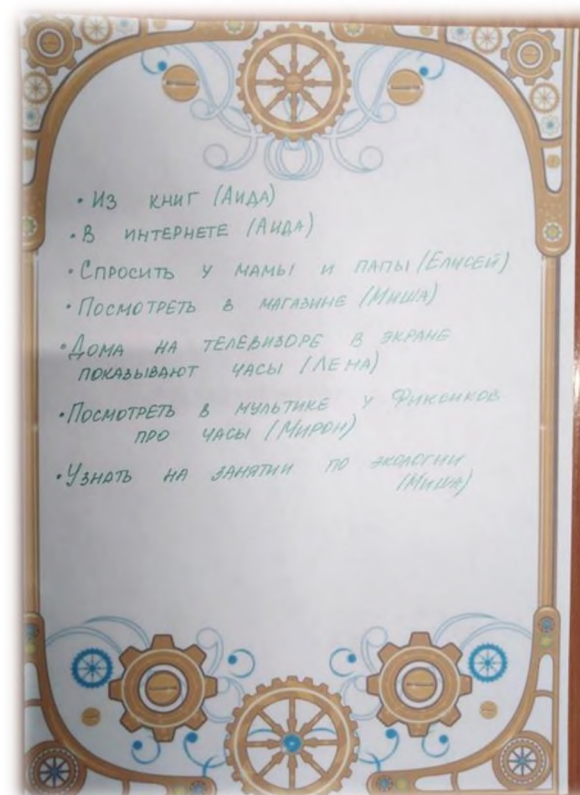 • Из книг (Аида)
• В интернете (Аида)
• Спросить у мамы и папы (Елисей)
• Посмотреть в магазине (Миша)
• Дома на телевизоре в экране
показывают часы (Лема)
• Посмотреть в мультике у Фиксиков
про часы (Мирон)
• Узнать на занятии по экологии
(Миша)